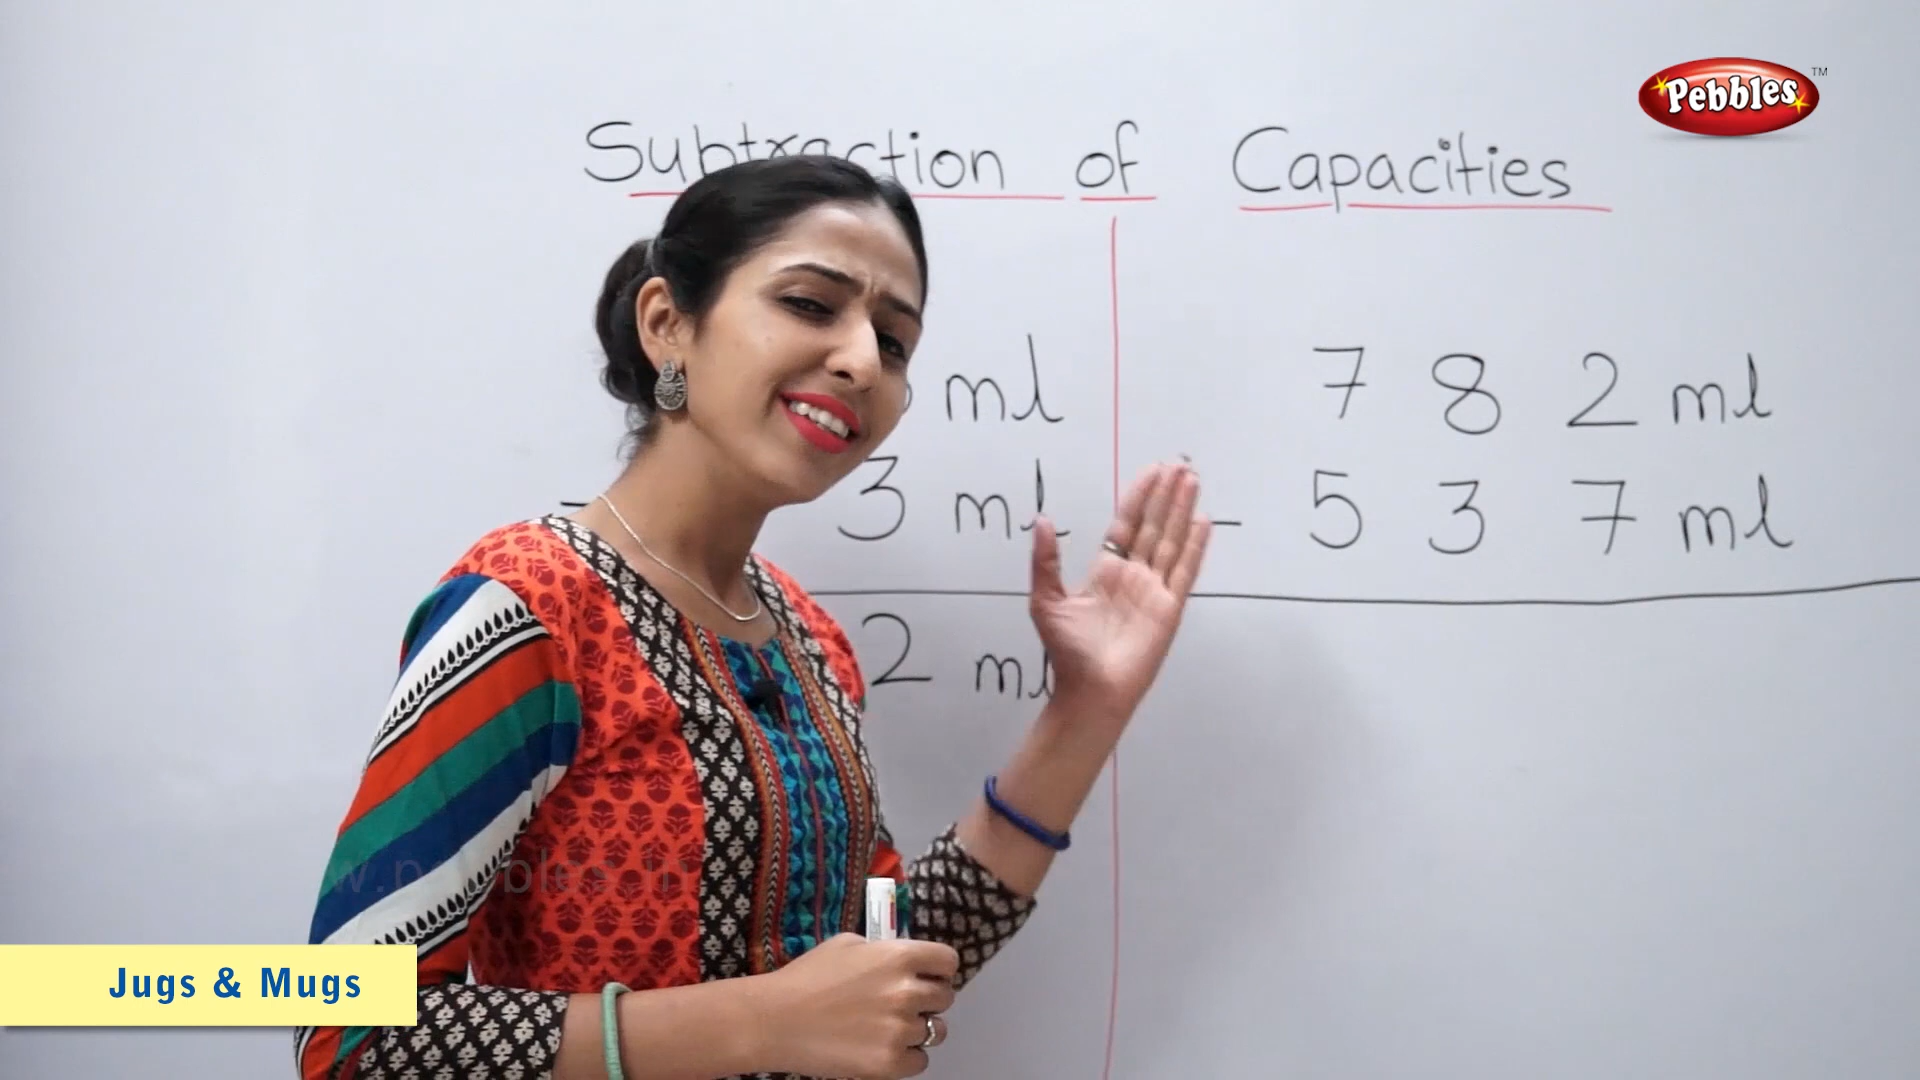 Pebbles TM
Subtraction of Capacities
ml
3 ml
2 ml
7 8 2 ml
- 5 3 7 ml
Jugs & Mugs